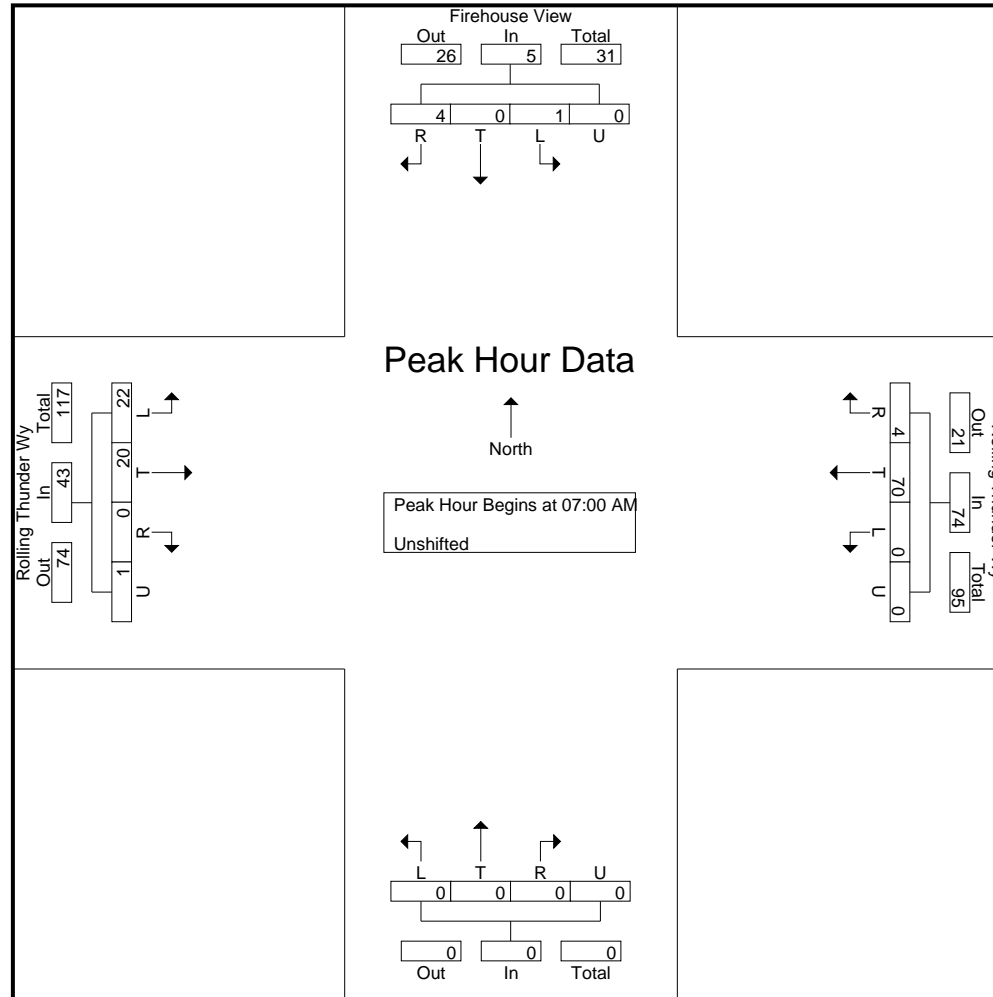 Firehouse View
Out In Total
26 5 31
4 0 1 0
R T L U
Peak Hour Data
North
Peak Hour Begins at 07:00 AM
Unshifted
Rolling Thunder Wy
Total In Out
117 43 74
22 20 0 1
L T R U
R T L U
4 70 0 0
21 74 95
Out In Total
L T R U
0 0 0 0
0 0 0
Out In Total